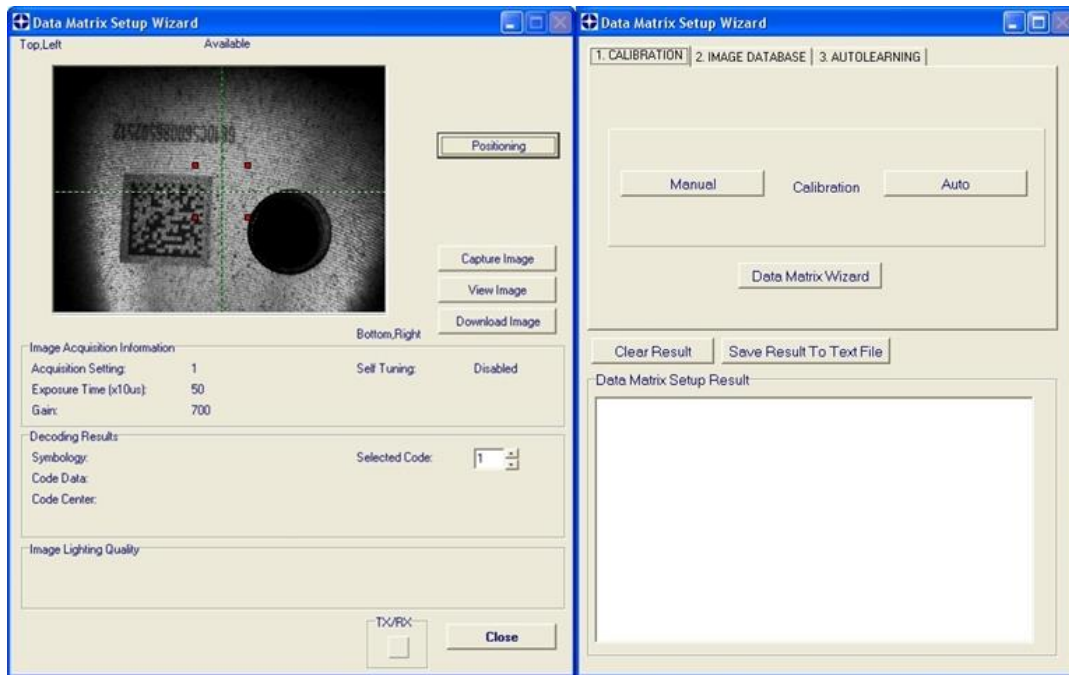 Data Matrix Setup Wizard
Top,Left Available
Positioning
Capture Image
View Image
Download Image
Bottom,Right
Image Acquisition Information
Acquisition Setting: 1 Self Tuning: Disabled
Exposure Time (x10us): 50
Gain: 700
Decoding Results
Symbology: Selected Code: 1
Code Data:
Code Center:
Image Lighting Quality
TX/RX
Close
Data Matrix Setup Wizard
1. CALIBRATION 2. IMAGE DATABASE 3. AUTOLEARNING
Manual Calibration Auto
Data Matrix Wizard
Clear Result Save Result To Text File
Data Matrix Setup Result